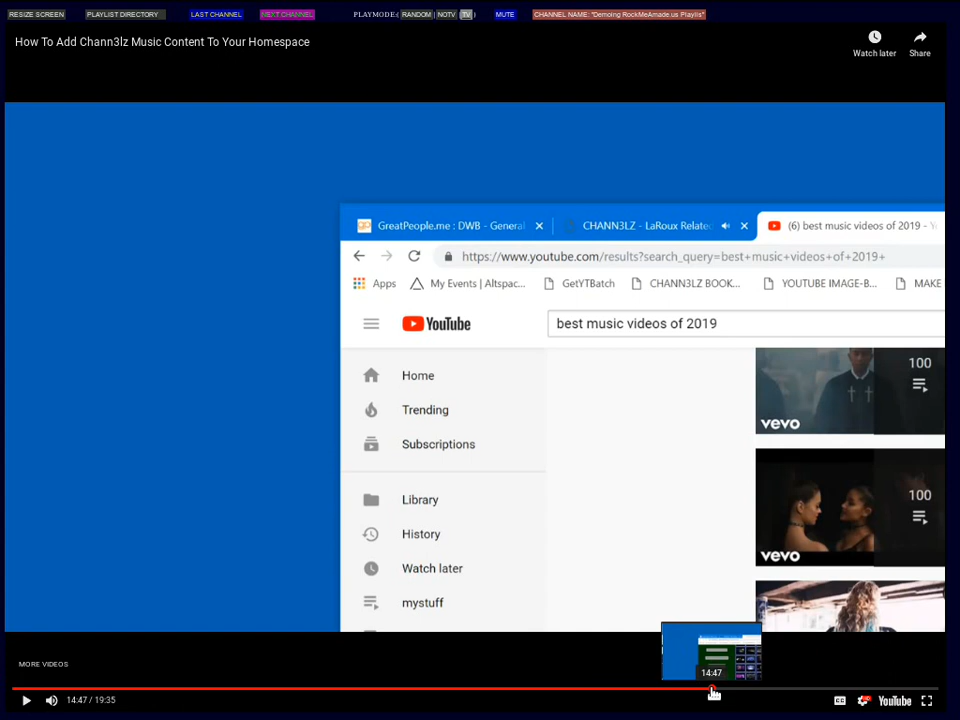 RESIZE SCREEN PLAYLIST DIRECTORY LAST CHANNEL NEXT CHANNEL PLAYMODE:( RANDOM | NOTV | TV ) MUTE CHANNEL NAME: "Demoing RockMeAmade.us Playlis"
How To Add Chann3lz Music Content To Your Homespace
Watch later Share
GreatPeople.me : DWB - General CHANN3LZ - LaRoux Relate (6) best music videos of 2019 -
https://www.youtube.com/results?search_query=best+music+videos+of+2019+
Apps My Events | Altspac... GetYTBatch CHANN3LZ BOOK... YOUTUBE IMAGE-B... MAKE
YouTube best music videos of 2019
100
Home
Trending
vevo
Subscriptions
100
Library
History
vevo
Watch later
mystuff
MORE VIDEOS
14:47
14:47 / 19:35
CC
YouTube